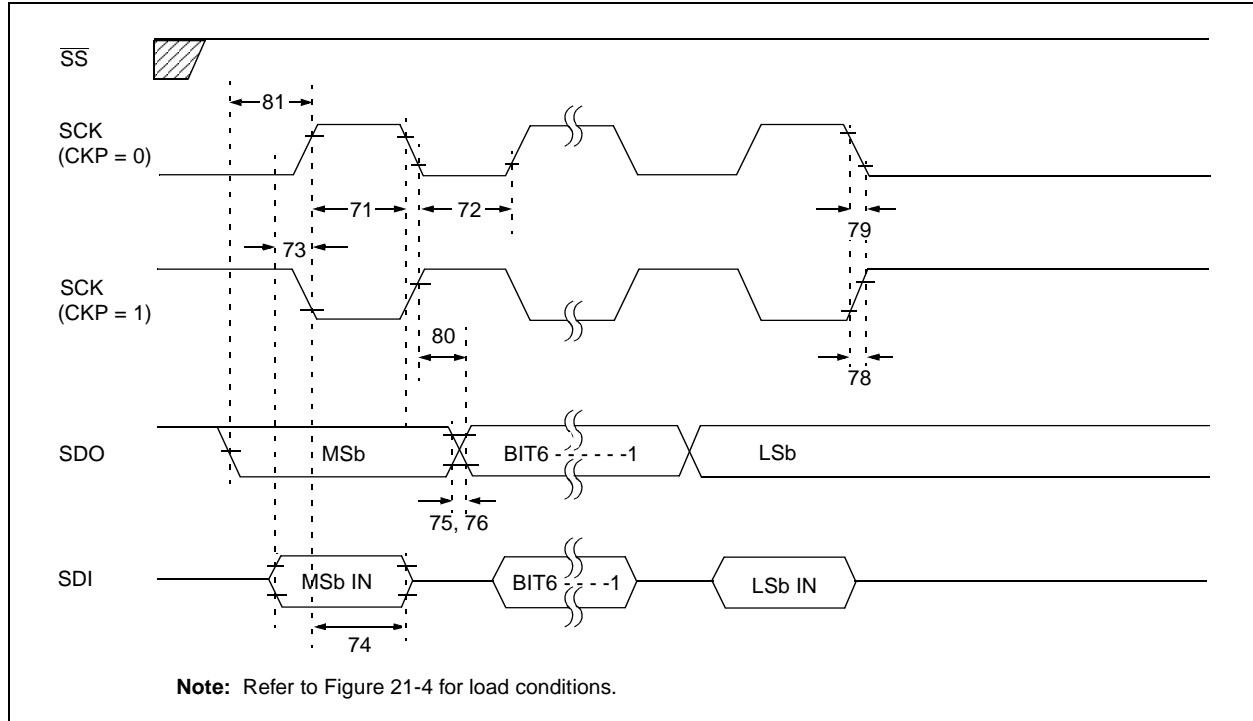 SS
81
SCK
(CKP = 0)
71
72
79
73
SCK
(CKP = 1)
80
78
SDO
MSb
BIT6 - - - - - -1
LSb
75, 76
SDI
MSb IN
BIT6 - - - - -1
LSb IN
74
Note: Refer to Figure 21-4 for load conditions.